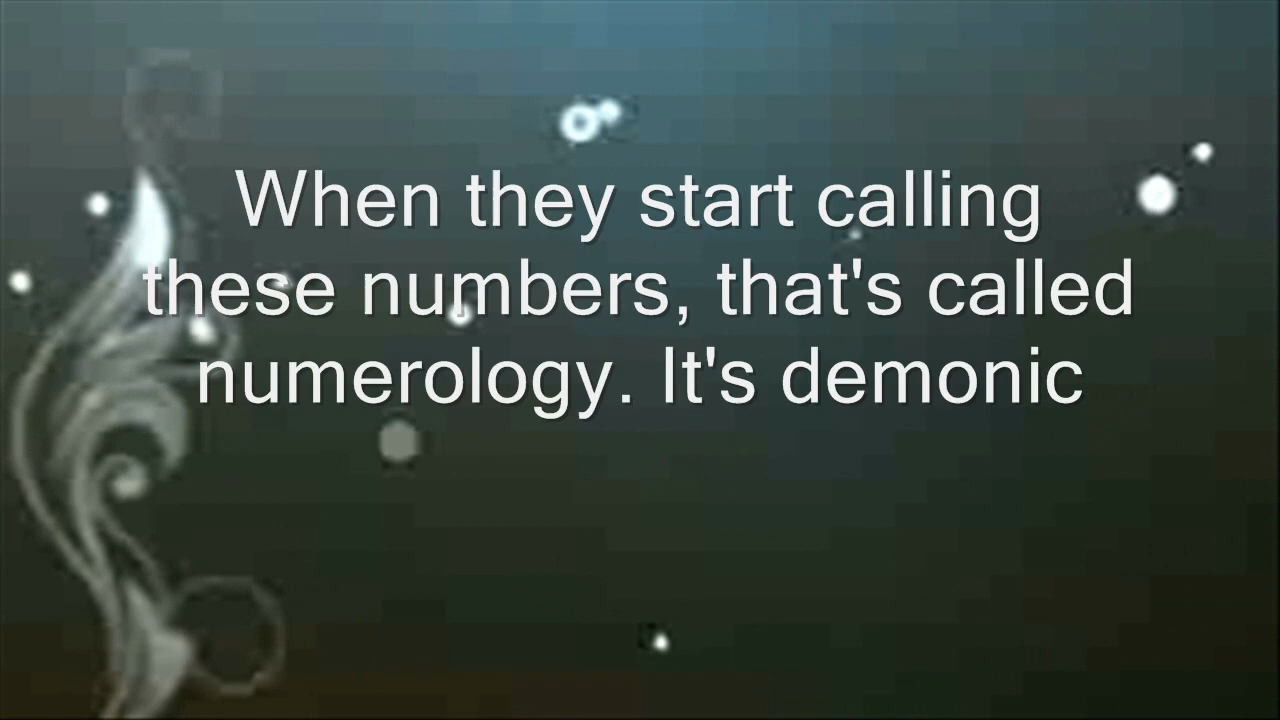 When they start calling
these numbers, that's called
numerology. It's demonic